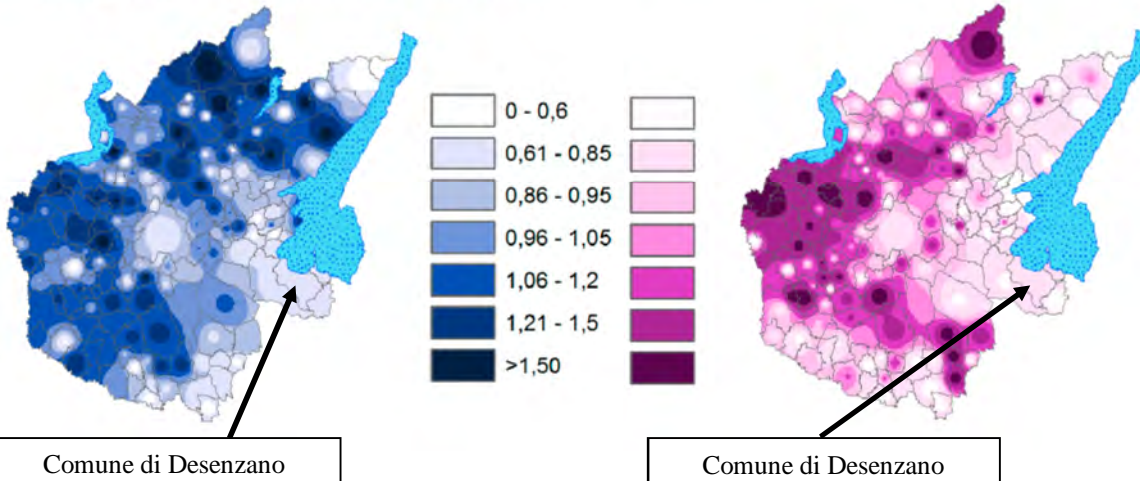 0 - 0,6
0,61 - 0,85
0,86 - 0,95
0,96 - 1,05
1,06 - 1,2
1,21 - 1,5
>1,50
Comune di Desenzano
Comune di Desenzano